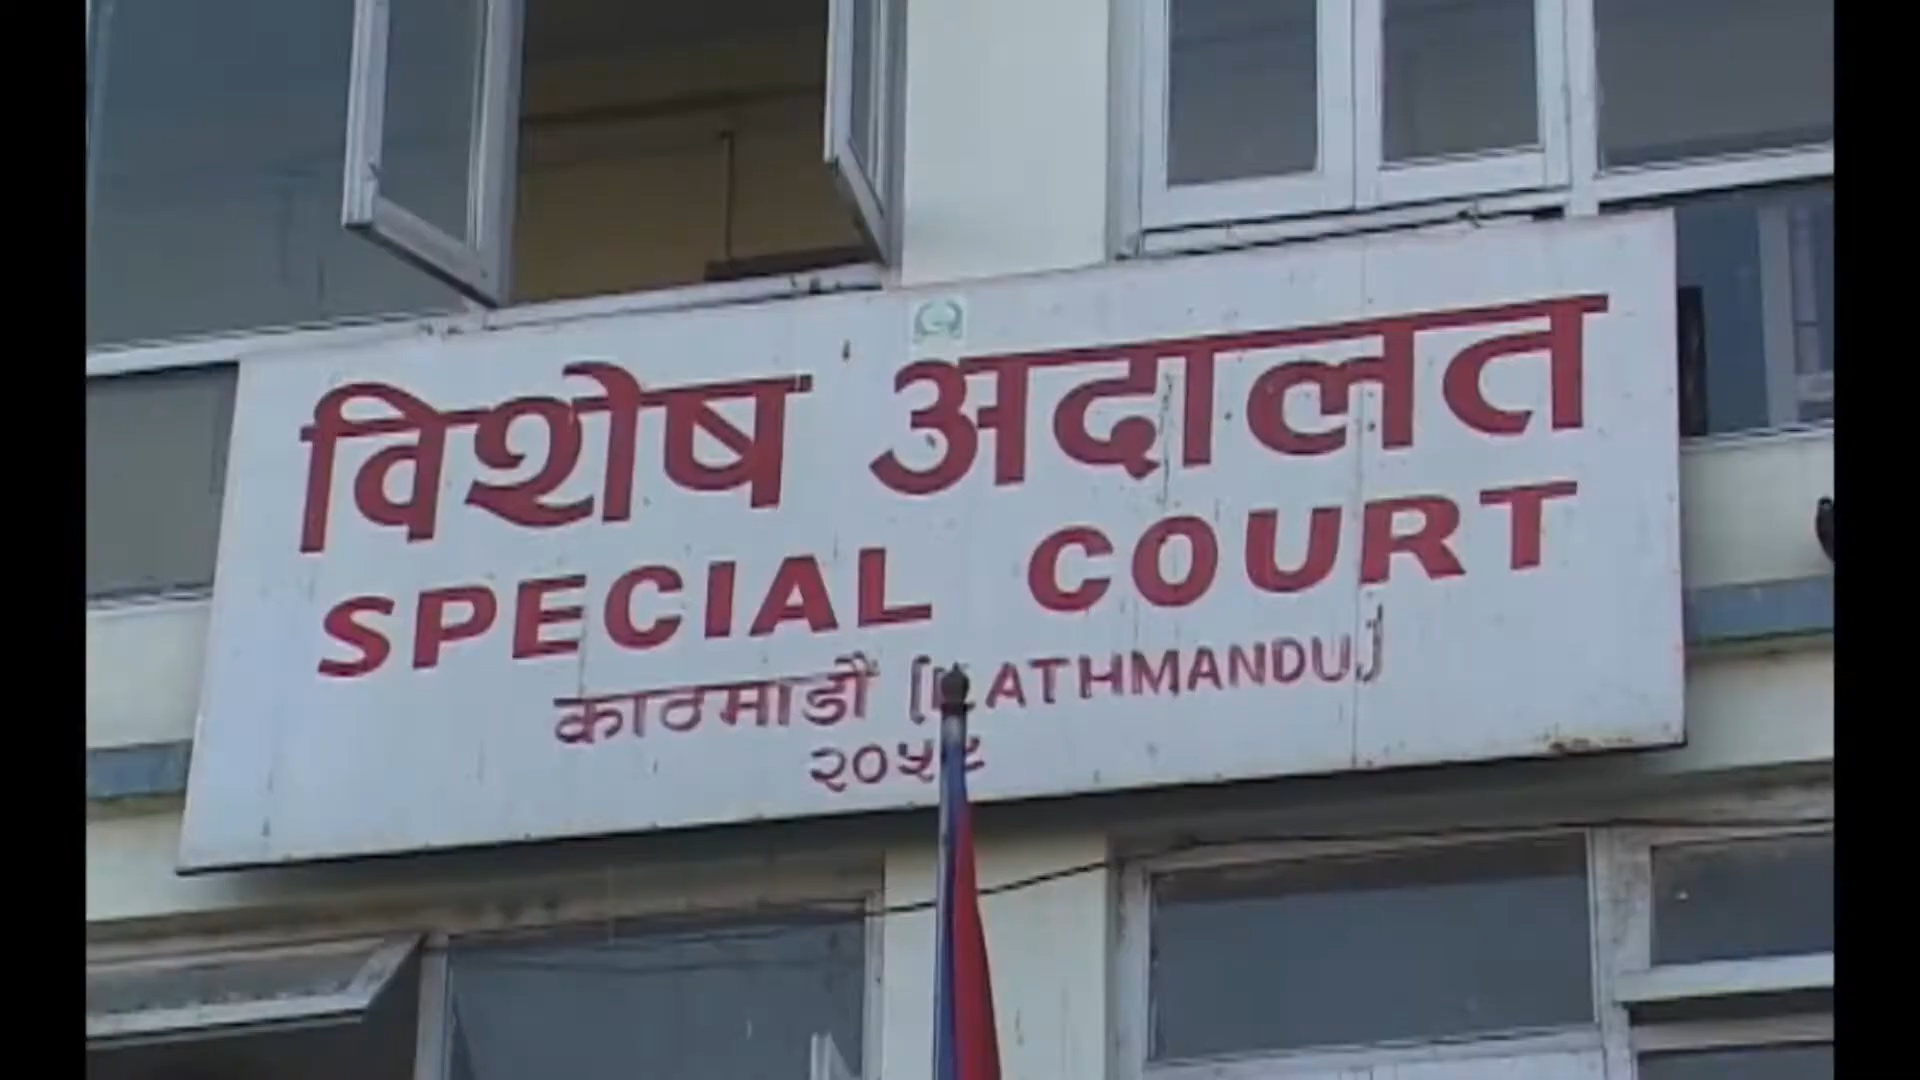 विशेष अदालत
SPECIAL COURT
काठमाडौं (KATHMANDU)
२०५९